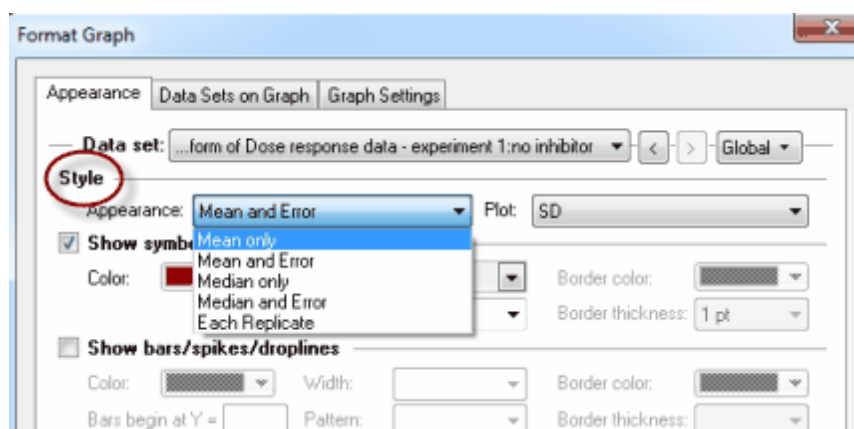 Format Graph
Appearance Data Sets on Graph Graph Settings
Data set: ...form of Dose response data - experiment 1:no inhibitor < > Global
Style
Appearance: Mean and Error Plot: SD
Mean only
Mean and Error
Median only
Median and Error
Each Replicate
Show symb
Color: Border color:
Border thickness: 1 pt
Show bars/spikes/droplines
Color: Width: Border color:
Bars begin at Y = Pattern: Border thickness: